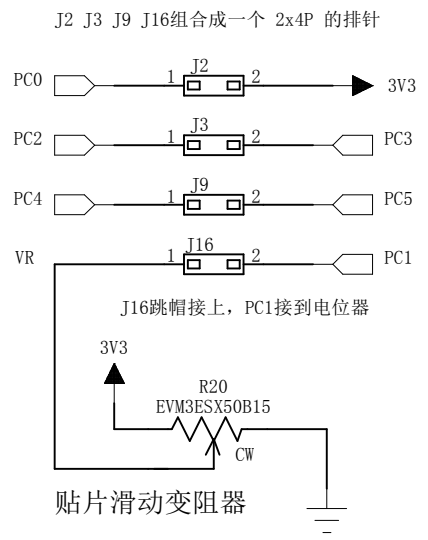 J2 J3 J9 J16组合成一个 2x4P 的排针
PC0 1 J2 2 3V3
PC2 1 J3 2 PC3
PC4 1 J9 2 PC5
VR 1 J16 2 PC1
J16跳帽接上，PC1接到电位器
3V3
R20
EVM3ESX50B15
CW
贴片滑动变阻器